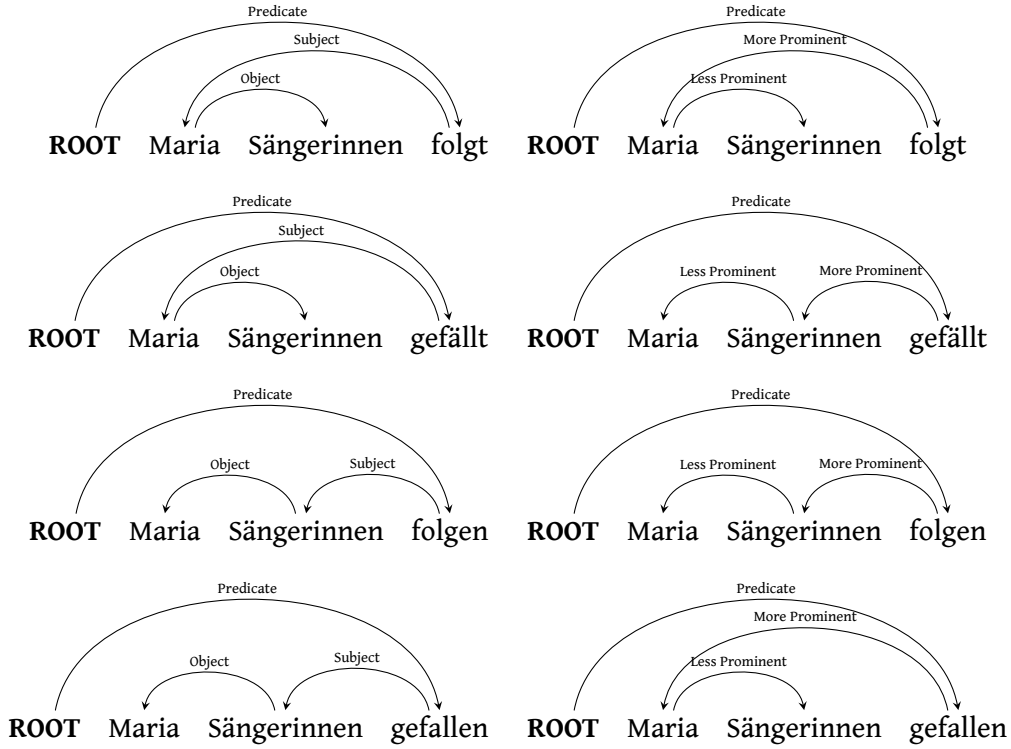 Predicate
Subject
Object
ROOT Maria Sängerinnen folgt
Predicate
More Prominent
Less Prominent
ROOT Maria Sängerinnen folgt
Predicate
Subject
Object
ROOT Maria Sängerinnen gefällt
Predicate
Less Prominent More Prominent
ROOT Maria Sängerinnen gefällt
Predicate
Object Subject
ROOT Maria Sängerinnen folgen
Predicate
Less Prominent More Prominent
ROOT Maria Sängerinnen folgen
Predicate
Object Subject
ROOT Maria Sängerinnen gefallen
Predicate
More Prominent
Less Prominent
ROOT Maria Sängerinnen gefallen